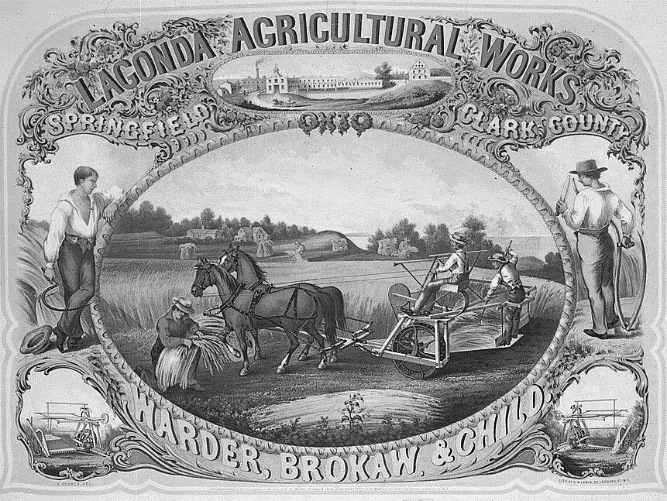 LAGONDA AGRICULTURAL WORKS
SPRINGFIELD
OHIO
CLARK COUNTY
WARDER, BROKAW, & CHILD.